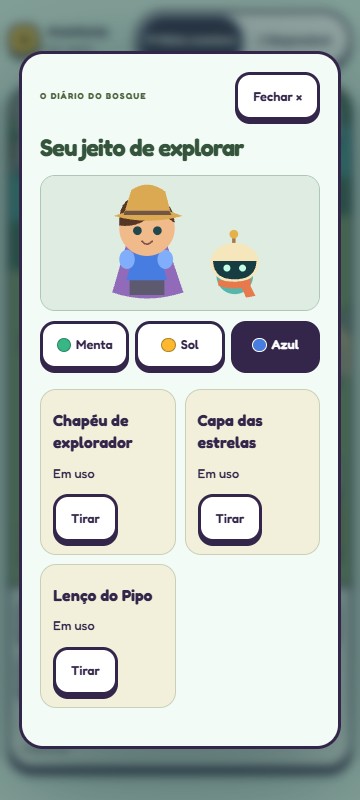 O DIÁRIO DO BOSQUE
Fechar ×
Seu jeito de explorar
Menta
Sol
Azul
Chapéu de
explorador
Em uso
Tirar
Capa das
estrelas
Em uso
Tirar
Lenço do Pipo
Em uso
Tirar